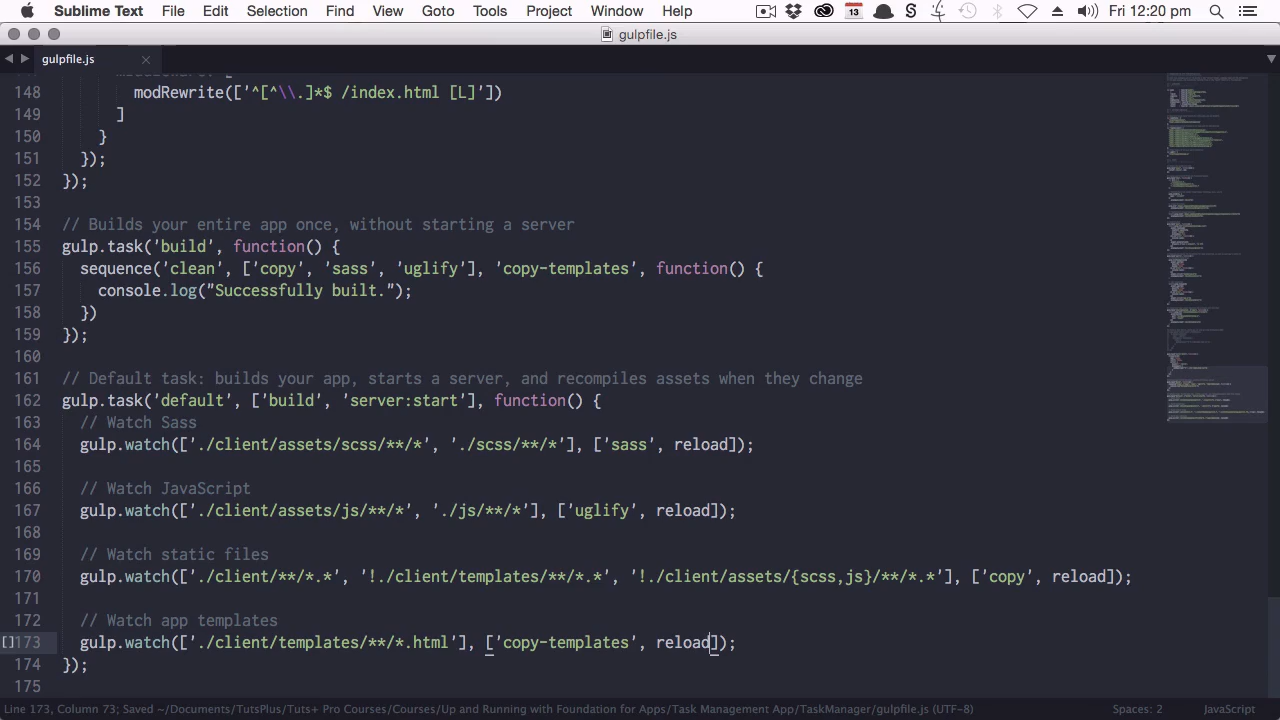 Sublime Text File Edit Selection Find View Goto Tools Project Window Help 13 Fri 12:20 pm
gulpfile.js
gulpfile.js
148 modRewrite(['^[^\\.]*$ /index.html [L]'])
149 ]
150 }
151 });
152 });
153
154 // Builds your entire app once, without starting a server
155 gulp.task('build', function() {
156 sequence('clean', ['copy', 'sass', 'uglify'], 'copy-templates', function() {
157 console.log("Successfully built.");
158 })
159 });
160
161 // Default task: builds your app, starts a server, and recompiles assets when they change
162 gulp.task('default', ['build', 'server:start'], function() {
163 // Watch Sass
164 gulp.watch(['./client/assets/scss/**/*', './scss/**/*'], ['sass', reload]);
165
166 // Watch JavaScript
167 gulp.watch(['./client/assets/js/**/*', './js/**/*'], ['uglify', reload]);
168
169 // Watch static files
170 gulp.watch(['./client/**/*.*', '!./client/templates/**/*.*', '!./client/assets/{scss,js}/**/*.*'], ['copy', reload]);
171
172 // Watch app templates
[]173 gulp.watch(['./client/templates/**/*.html'], ['copy-templates', reload]);
174 });
175
Line 173, Column 73; Saved ~/Documents/TutsPlus/Tuts+ Pro Courses/Courses/Up and Running with Foundation for Apps/Task Management App/TaskManager/gulpfile.js (UTF-8) Spaces: 2 JavaScript